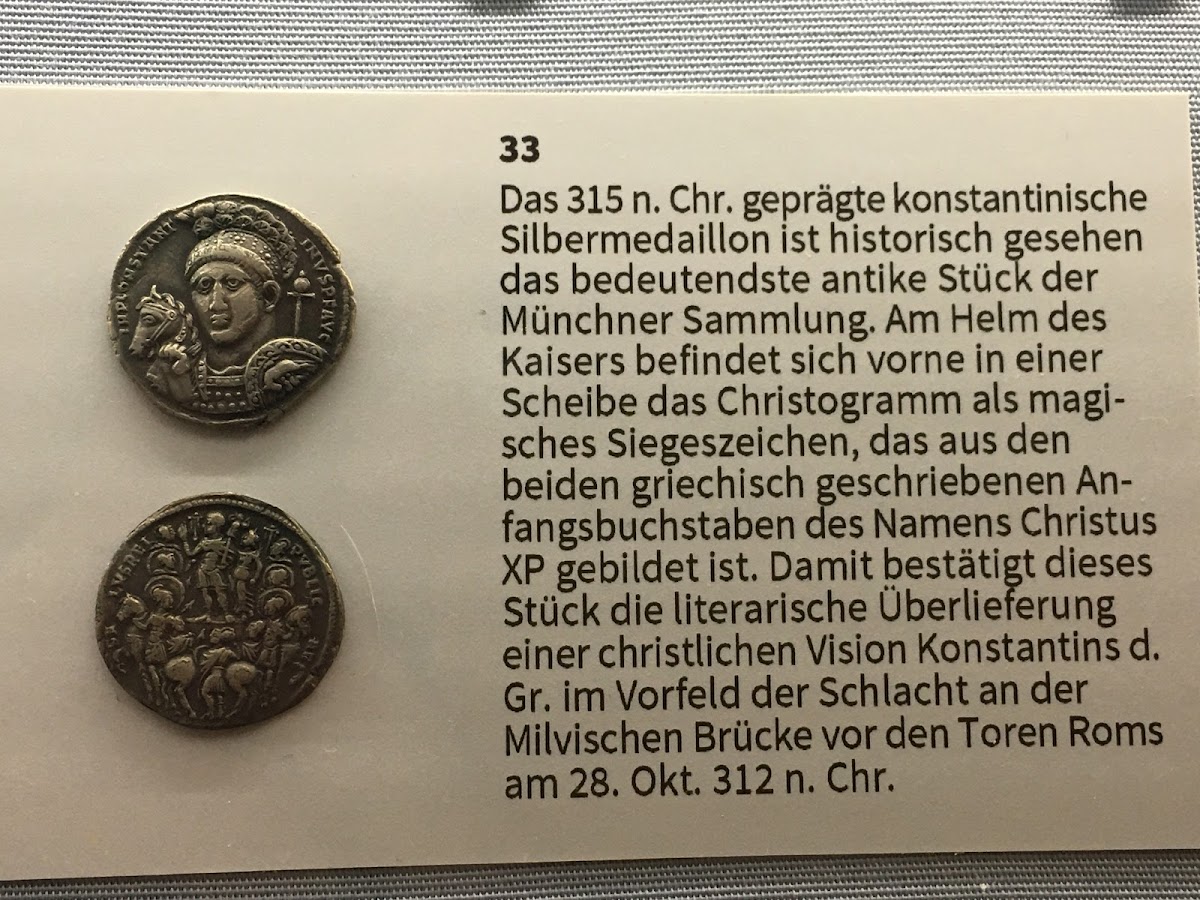 IMPCONSTANT INVSPFAVG
33
Das 315 n. Chr. geprägte konstantinische
Silbermedaillon ist historisch gesehen
das bedeutendste antike Stück der
Münchner Sammlung. Am Helm des
Kaisers befindet sich vorne in einer
Scheibe das Christogramm als magi-
sches Siegeszeichen, das aus den
beiden griechisch geschriebenen An-
fangsbuchstaben des Namens Christus
XP gebildet ist. Damit bestätigt dieses
Stück die literarische Überlieferung
einer christlichen Vision Konstantins d.
Gr. im Vorfeld der Schlacht an der
Milvischen Brücke vor den Toren Roms
am 28. Okt. 312 n. Chr.